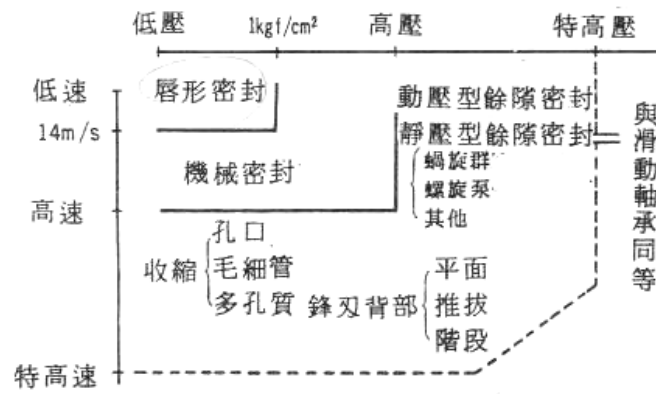 低壓 1kgf/cm² 高壓 特高壓
低速 唇形密封 動壓型餘隙密封
14m/s 靜壓型餘隙密封
機械密封 渦旋群
螺旋泵
高速 其他
與滑動軸承同等
孔口
收縮 毛細管 平面
多孔質 鋒刃背部 推拔
階段
特高速